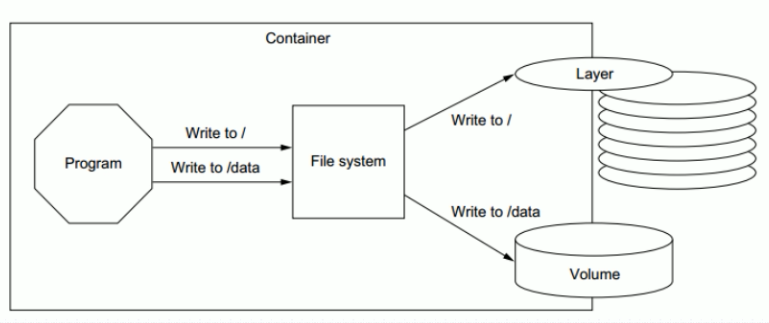 Container
Layer
Write to /
Write to /
Program
File system
Write to /data
Write to /data
Volume